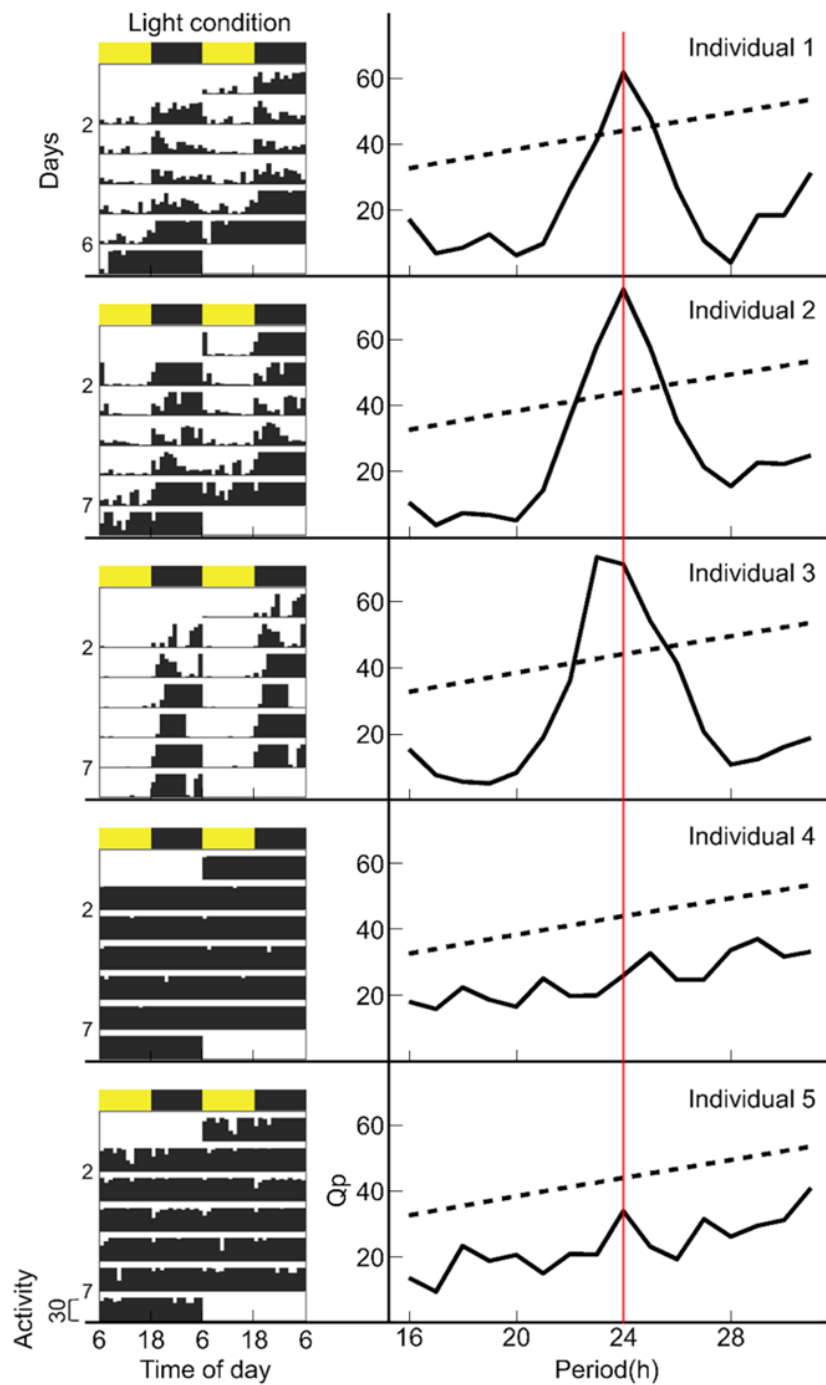 Light condition
Individual 1
60
40
20
2
Days
6
Individual 2
60
40
20
2
7
Individual 3
60
40
20
2
7
Individual 4
60
40
20
2
7
Individual 5
60
40
20
2
7
Qp
Activity
30
6 18 6 18 6
16 20 24 28
Time of day
Period(h)